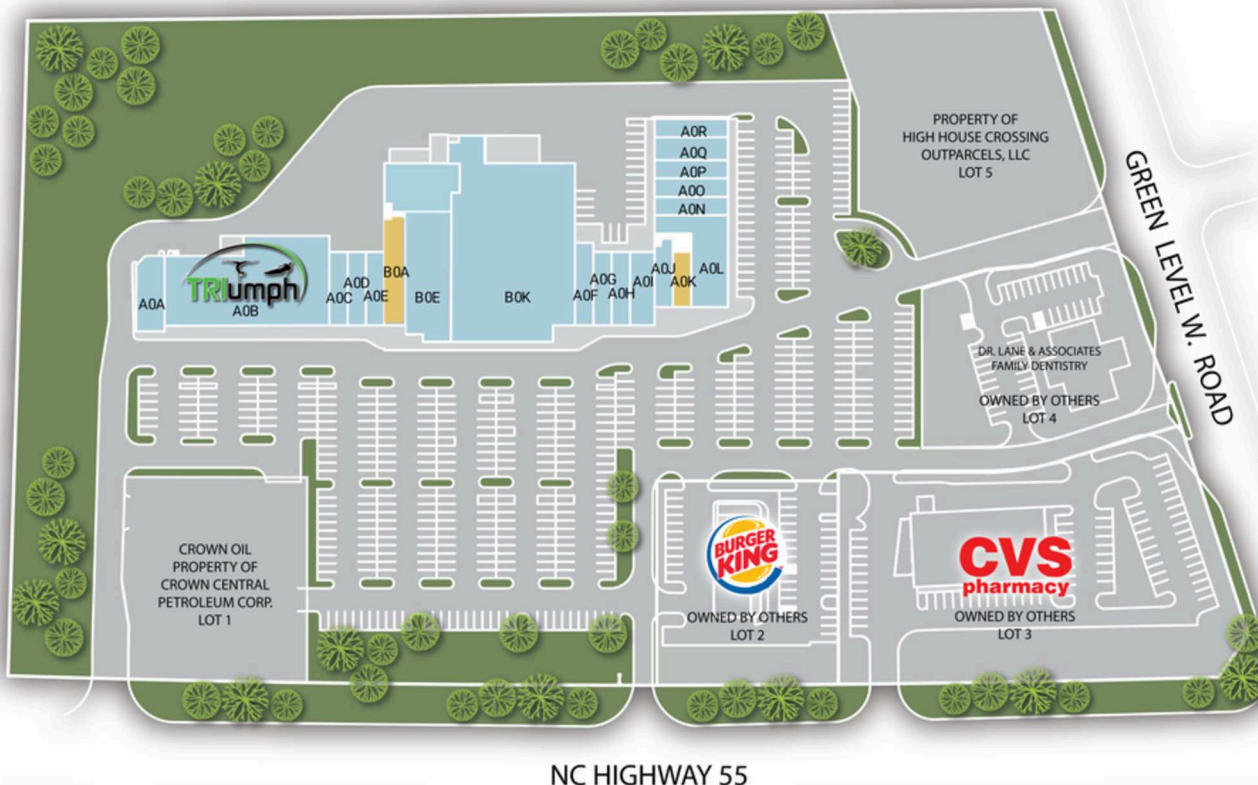 A0R
A0Q
A0P
A0O
A0N
PROPERTY OF
HIGH HOUSE CROSSING
OUTPARCELS, LLC
LOT 5
GREEN LEVEL W. ROAD
TRIumph
A0A
A0B
A0C
A0D
A0E
B0A
B0E
B0K
A0F
A0G
A0H
A0I
A0J
A0K
A0L
DR. LANE & ASSOCIATES
FAMILY DENTISTRY
OWNED BY OTHERS
LOT 4
CROWN OIL
PROPERTY OF
CROWN CENTRAL
PETROLEUM CORP.
LOT 1
BURGER
KING
OWNED BY OTHERS
LOT 2
CVS
pharmacy
OWNED BY OTHERS
LOT 3
NC HIGHWAY 55